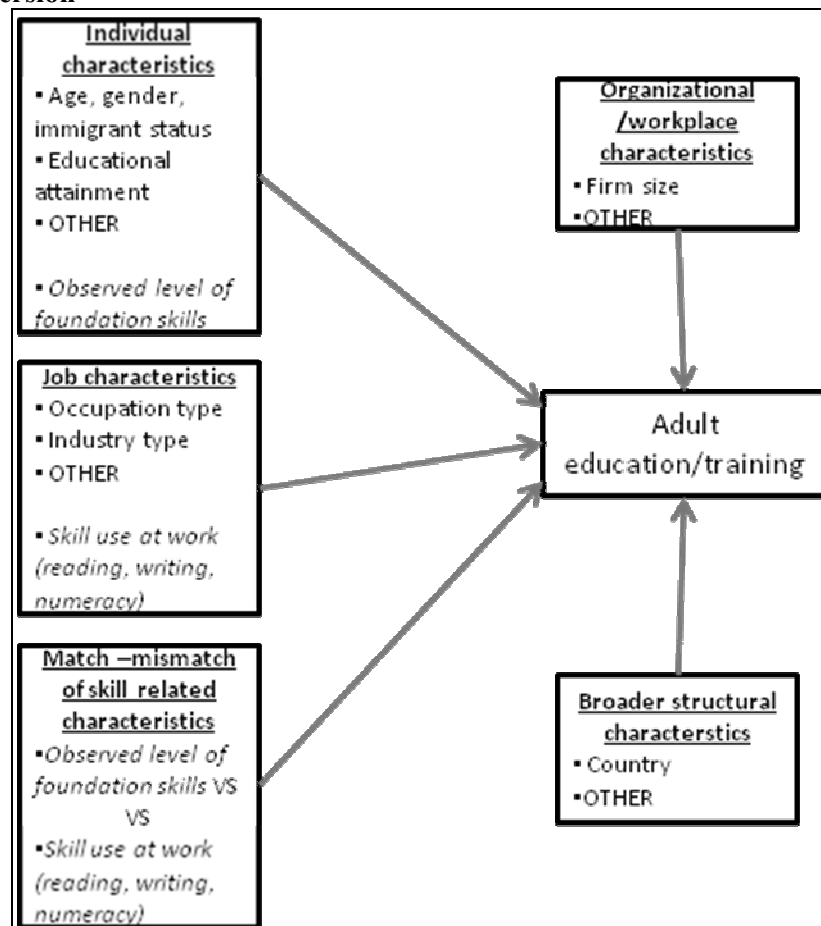 ersion
Individual
characteristics
▪ Age, gender,
immigrant status
▪ Educational
attainment
▪ OTHER
▪ Observed level of
foundation skills
Job characteristics
▪ Occupation type
▪ Industry type
▪ OTHER
▪ Skill use at work
(reading, writing,
numeracy)
Match –mismatch
of skill related
characteristics
▪Observed level of
foundation skills VS
VS
▪Skill use at work
(reading, writing,
numeracy)
Organizational
/workplace
characteristics
▪ Firm size
▪OTHER
Adult
education/training
Broader structural
characterstics
▪ Country
▪OTHER